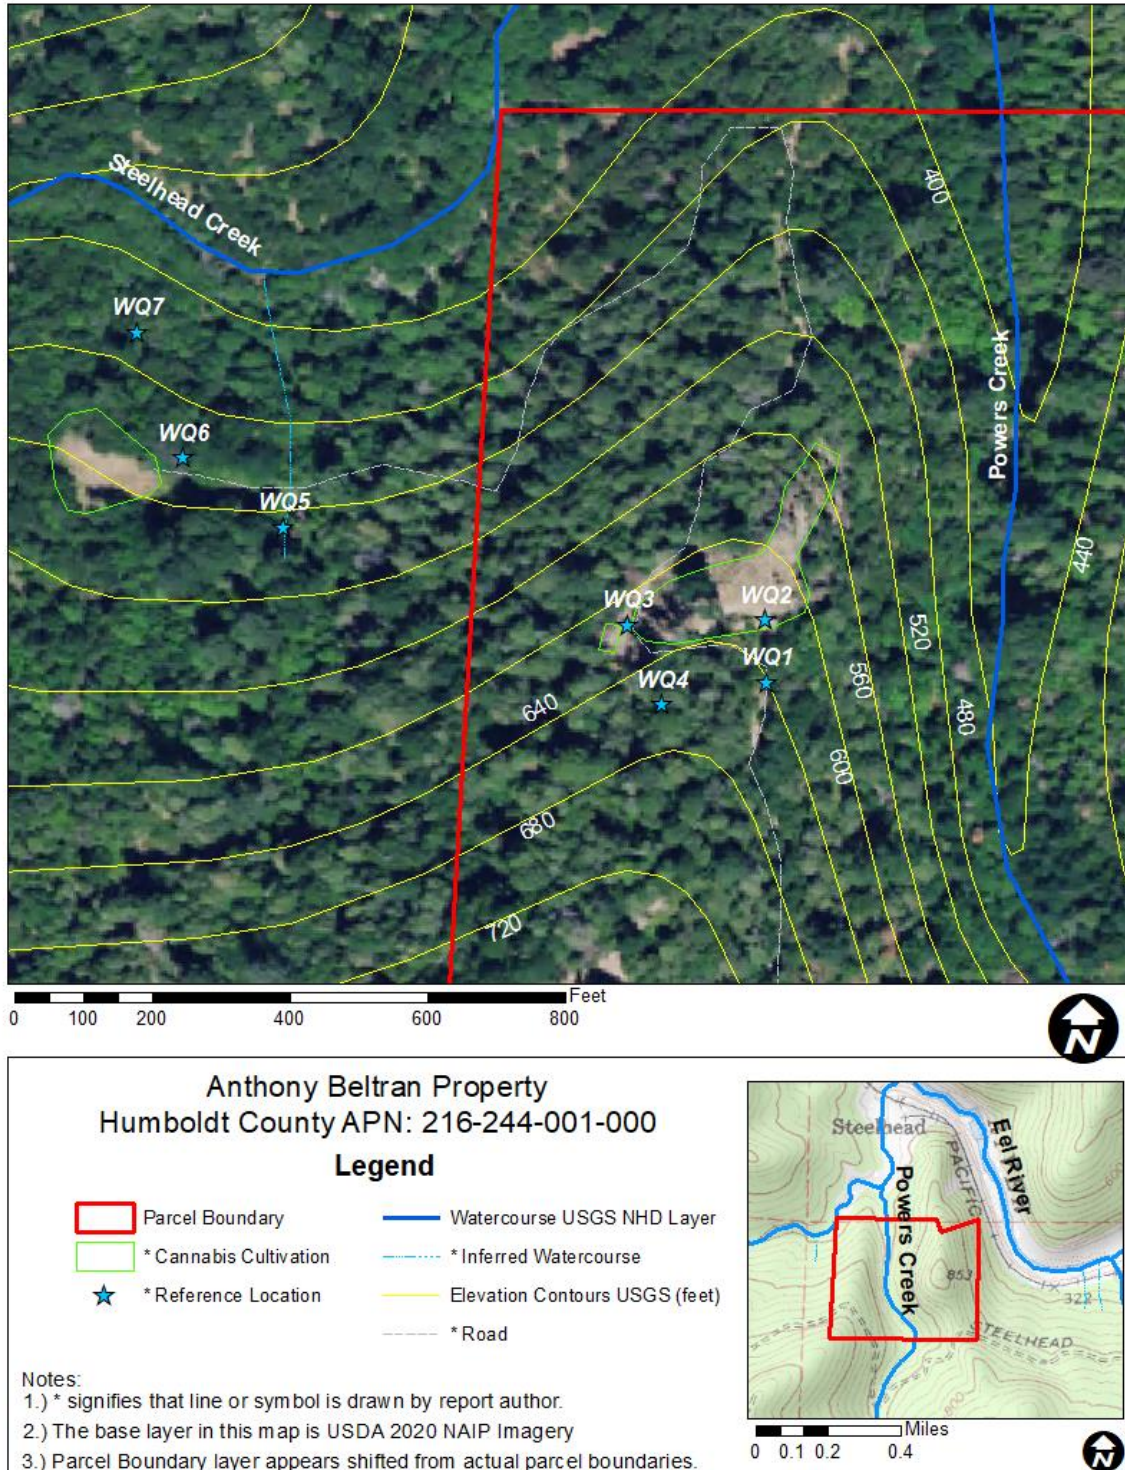 400
Steelhead Creek
WQ7
Powers Creek
WQ6
WQ5
440
WQ3
WQ2
520
WQ1
WQ4
560
640
480
600
680
720
Feet
0 100 200 400 600 800
N
Anthony Beltran Property
Humboldt County APN: 216-244-001-000
Legend
Parcel Boundary
Watercourse USGS NHD Layer
* Cannabis Cultivation
* Inferred Watercourse
* Reference Location
Elevation Contours USGS (feet)
* Road
Notes:
1.) * signifies that line or symbol is drawn by report author.
2.) The base layer in this map is USDA 2020 NAIP Imagery
3.) Parcel Boundary layer appears shifted from actual parcel boundaries.
Steelhead
Eel River
PACIFIC
Powers Creek
853
322
STEELHEAD
800
Miles
0 0.1 0.2 0.4
N